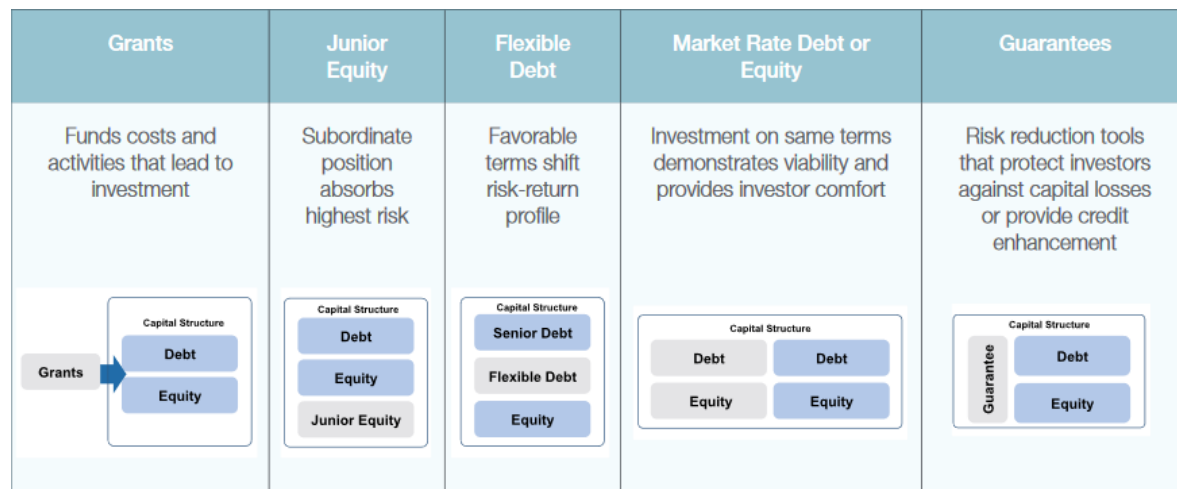 Grants
Junior
Equity
Flexible
Debt
Market Rate Debt or
Equity
Guarantees
Funds costs and
activities that lead to
investment
Subordinate
position
absorbs
highest risk
Favorable
terms shift
risk-return
profile
Investment on same terms
demonstrates viability and
provides investor comfort
Risk reduction tools
that protect investors
against capital losses
or provide credit
enhancement
Grants
Capital Structure
Debt
Equity
Capital Structure
Debt
Equity
Junior Equity
Capital Structure
Senior Debt
Flexible Debt
Equity
Capital Structure
Debt
Debt
Equity
Equity
Capital Structure
Guarantee
Debt
Equity